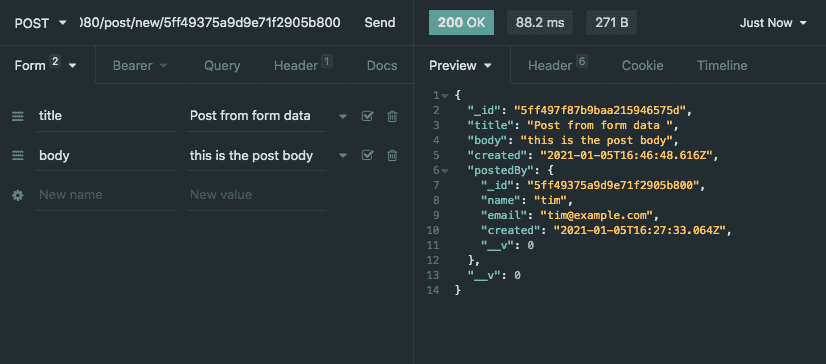 POST 080/post/new/5ff49375a9d9e71f2905b800 Send 200 OK 88.2 ms 271 B Just Now
Form 2 Bearer Query Header 1 Docs
title Post from form data
body this is the post body
New name New value
Preview Header 6 Cookie Timeline
1 {
2 "_id": "5ff497f87b9baa215946575d",
3 "title": "Post from form data ",
4 "body": "this is the post body",
5 "created": "2021-01-05T16:46:48.616Z",
6 "postedBy": {
7 "_id": "5ff49375a9d9e71f2905b800",
8 "name": "tim",
9 "email": "tim@example.com",
10 "created": "2021-01-05T16:27:33.064Z",
11 "__v": 0
12 },
13 "__v": 0
14 }